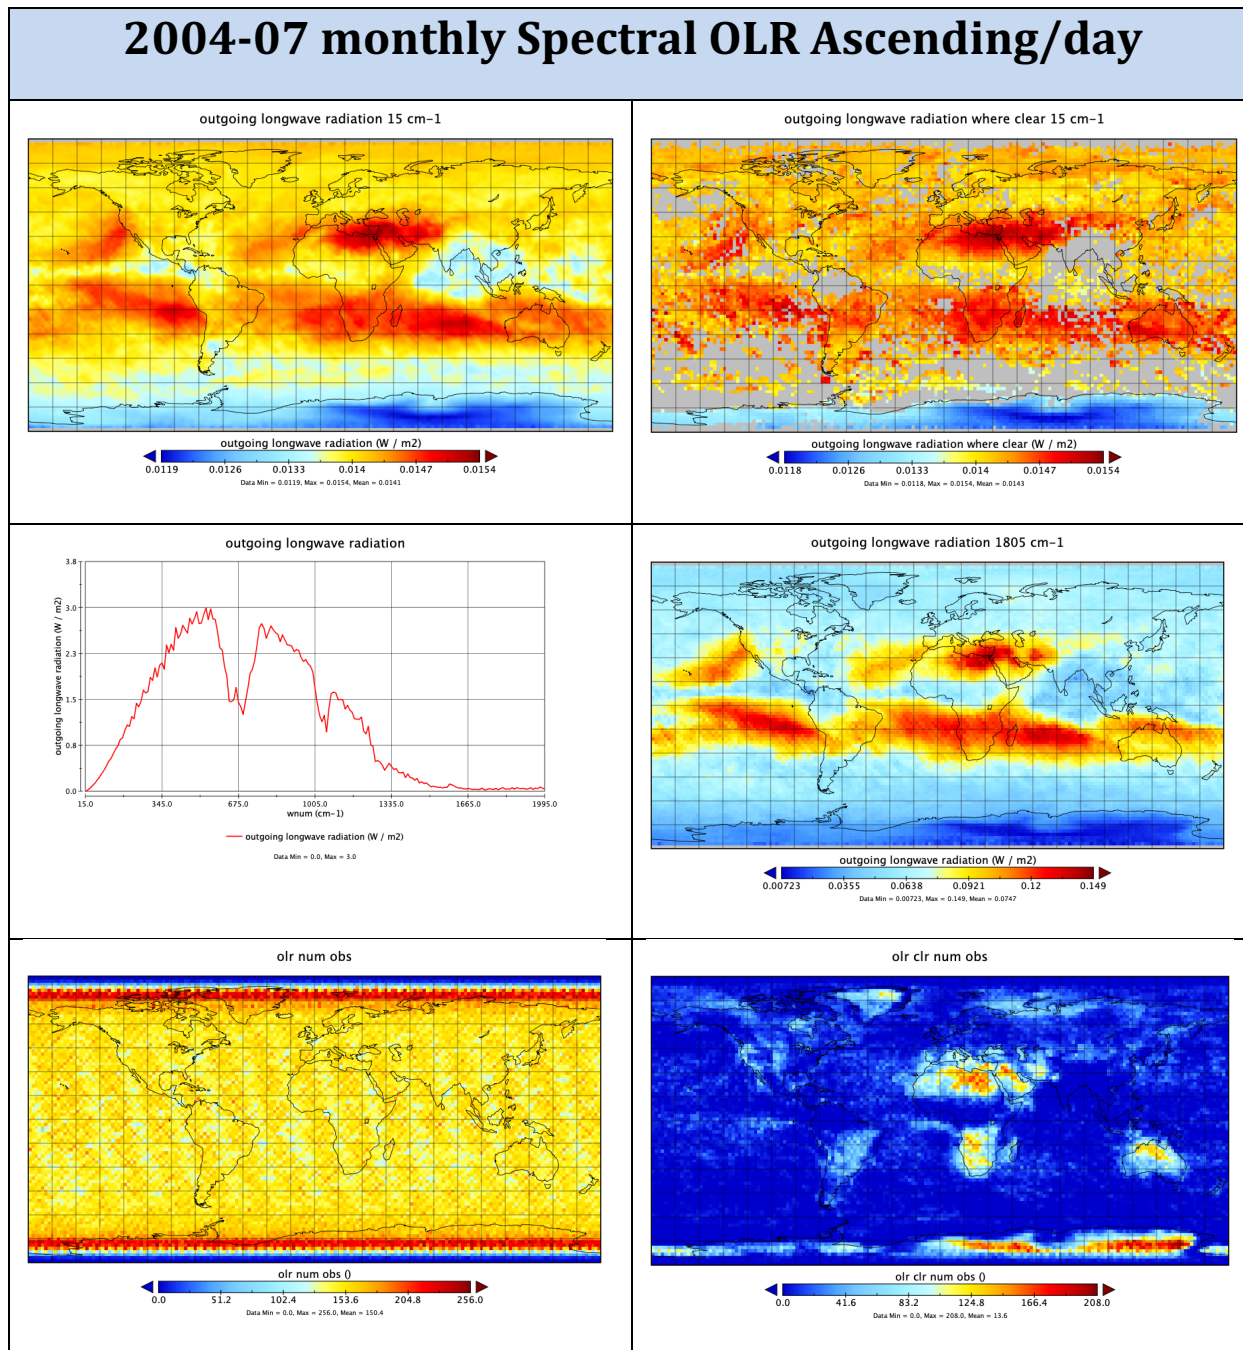 2004-07 monthly Spectral OLR Ascending/day
outgoing longwave radiation 15 cm-1
outgoing longwave radiation (W / m2)
0.0119 0.0126 0.0133 0.014 0.0147 0.0154
Data Min = 0.0119, Max = 0.0154, Mean = 0.0141
outgoing longwave radiation where clear 15 cm-1
outgoing longwave radiation where clear (W / m2)
0.0118 0.0126 0.0133 0.014 0.0147 0.0154
Data Min = 0.0118, Max = 0.0154, Mean = 0.0143
outgoing longwave radiation
outgoing longwave radiation (W / m2)
3.8
3.0
2.3
1.5
0.8
0.0
15.0 345.0 675.0 1005.0 1335.0 1665.0 1995.0
wnum (cm-1)
outgoing longwave radiation (W / m2)
Data Min = 0.0, Max = 3.0
outgoing longwave radiation 1805 cm-1
outgoing longwave radiation (W / m2)
0.00723 0.0355 0.0638 0.0921 0.12 0.149
Data Min = 0.00723, Max = 0.149, Mean = 0.0747
olr num obs
olr num obs ()
0.0 51.2 102.4 153.6 204.8 256.0
Data Min = 0.0, Max = 256.0, Mean = 150.4
olr clr num obs
olr clr num obs ()
0.0 41.6 83.2 124.8 166.4 208.0
Data Min = 0.0, Max = 208.0, Mean = 13.6